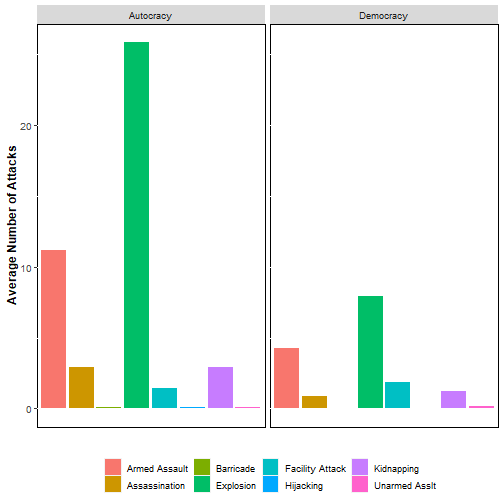 Autocracy Democracy
Average Number of Attacks
20
10
0
Armed Assault Barricade Facility Attack Kidnapping
Assassination Explosion Hijacking Unarmed Asslt